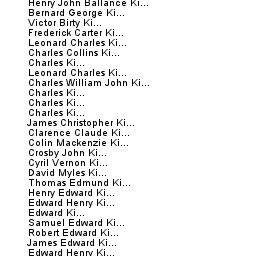 Henry John Ballance Ki...
Bernard George Ki...
Victor Birty Ki...
Frederick Carter Ki...
Leonard Charles Ki...
Charles Collins Ki...
Charles Ki...
Leonard Charles Ki...
Charles William John Ki...
Charles Ki...
Charles Ki...
Charles Ki...
James Christopher Ki...
Clarence Claude Ki...
Colin Mackenzie Ki...
Crosby John Ki...
Cyril Vernon Ki...
David Myles Ki...
Thomas Edmund Ki...
Henry Edward Ki...
Edward Henry Ki...
Edward Ki...
Samuel Edward Ki...
Robert Edward Ki...
James Edward Ki...
Edward Henry Ki...